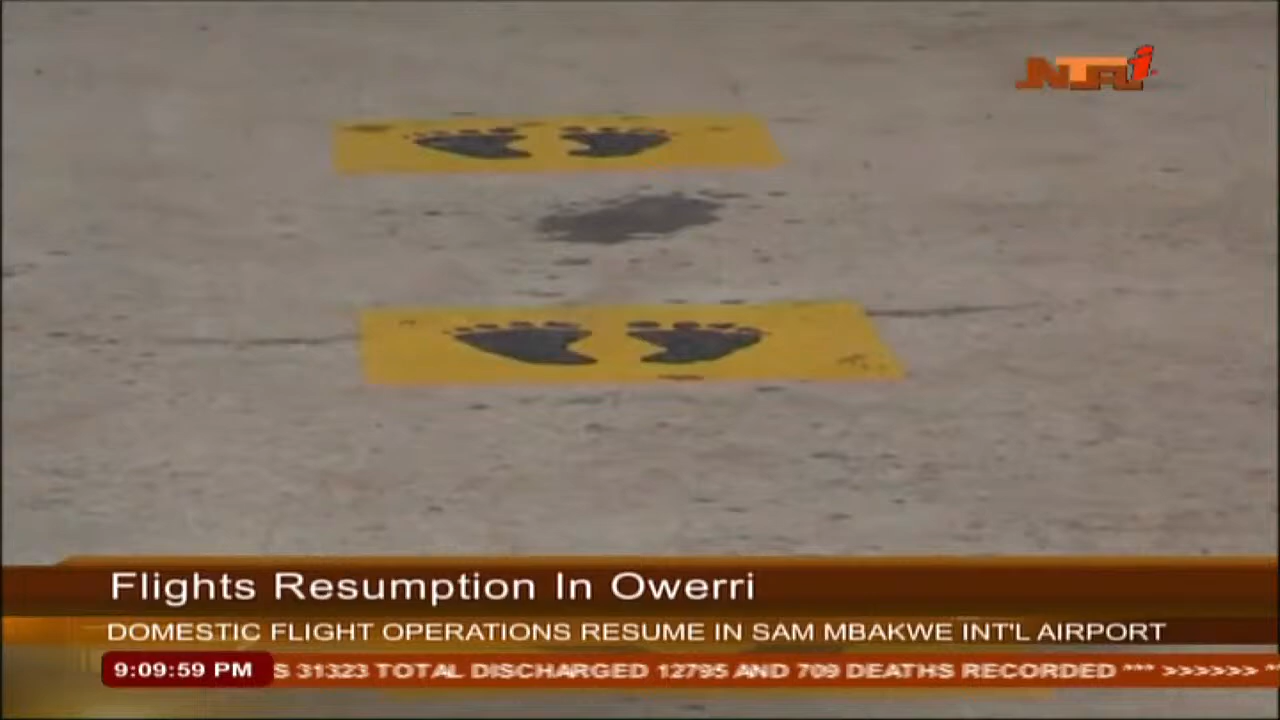 NTAi
Flights Resumption In Owerri
DOMESTIC FLIGHT OPERATIONS RESUME IN SAM MBAKWE INT'L AIRPORT
9:09:59 PM
S 31323 TOTAL DISCHARGED 12795 AND 709 DEATHS RECORDED *** >>>>>> *